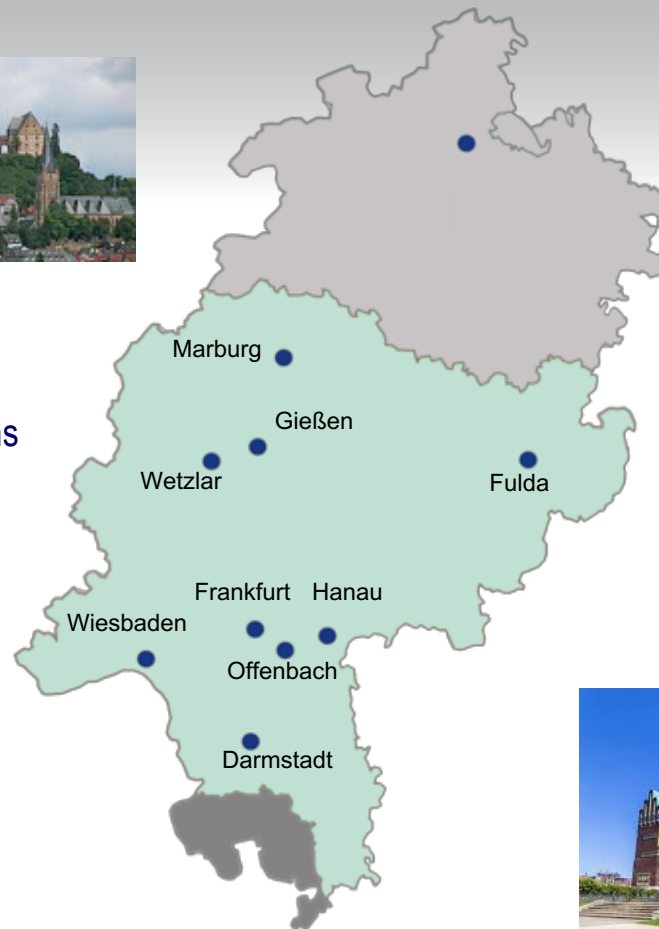 Marburg
Gießen
Wetzlar
Fulda
Frankfurt Hanau
Wiesbaden
Offenbach
Darmstadt